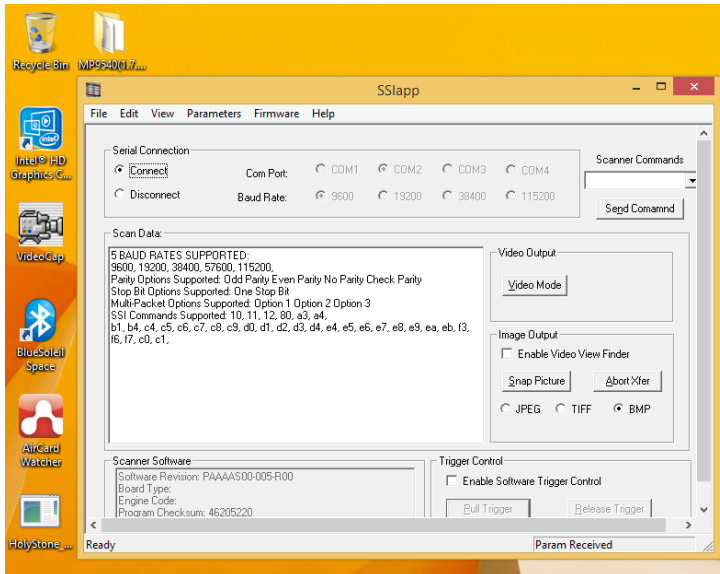 Recycle Bin
MP9540(1.7....
SSIapp
File Edit View Parameters Firmware Help
Intel® HD
Graphics C...
Serial Connection
Connect
Com Port:
COM1 COM2 COM3 COM4
Disconnect
Baud Rate:
9600 19200 38400 115200
Scanner Commands
Send Comamnd
VideoCap
Scan Data:
5 BAUD RATES SUPPORTED:
9600, 19200, 38400, 57600, 115200,
Parity Options Supported: Odd Parity Even Parity No Parity Check Parity
Stop Bit Options Supported: One Stop Bit
Multi-Packet Options Supported: Option 1 Option 2 Option 3
SSI Commands Supported: 10, 11, 12, 80, a3, a4,
b1, b4, c4, c5, c6, c7, c8, c9, d0, d1, d2, d3, d4, e4, e5, e6, e7, e8, e9, ea, eb, f3,
f6, f7, c0, c1,
Video Output
Video Mode
Image Output
Enable Video View Finder
Snap Picture
Abort Xfer
JPEG TIFF BMP
BlueSoleil
Space
AirCard
Watcher
Scanner Software
Software Revision: PAAAAS00-005-R00
Board Type:
Engine Code:
Program Checksum: 46205220
Trigger Control
Enable Software Trigger Control
Pull Trigger
Release Trigger
HolyStone_...
Ready
Param Received